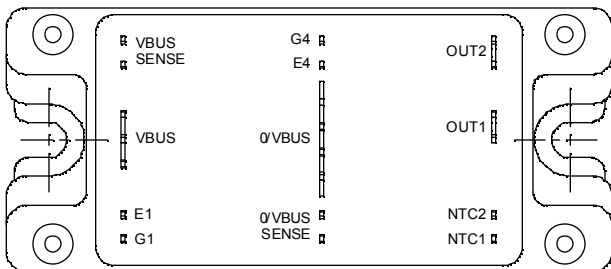 VBUS
SENSE
G4
E4
OUT2
VBUS
0/VBUS
OUT1
E1
G1
0/VBUS
SENSE
NTC2
NTC1